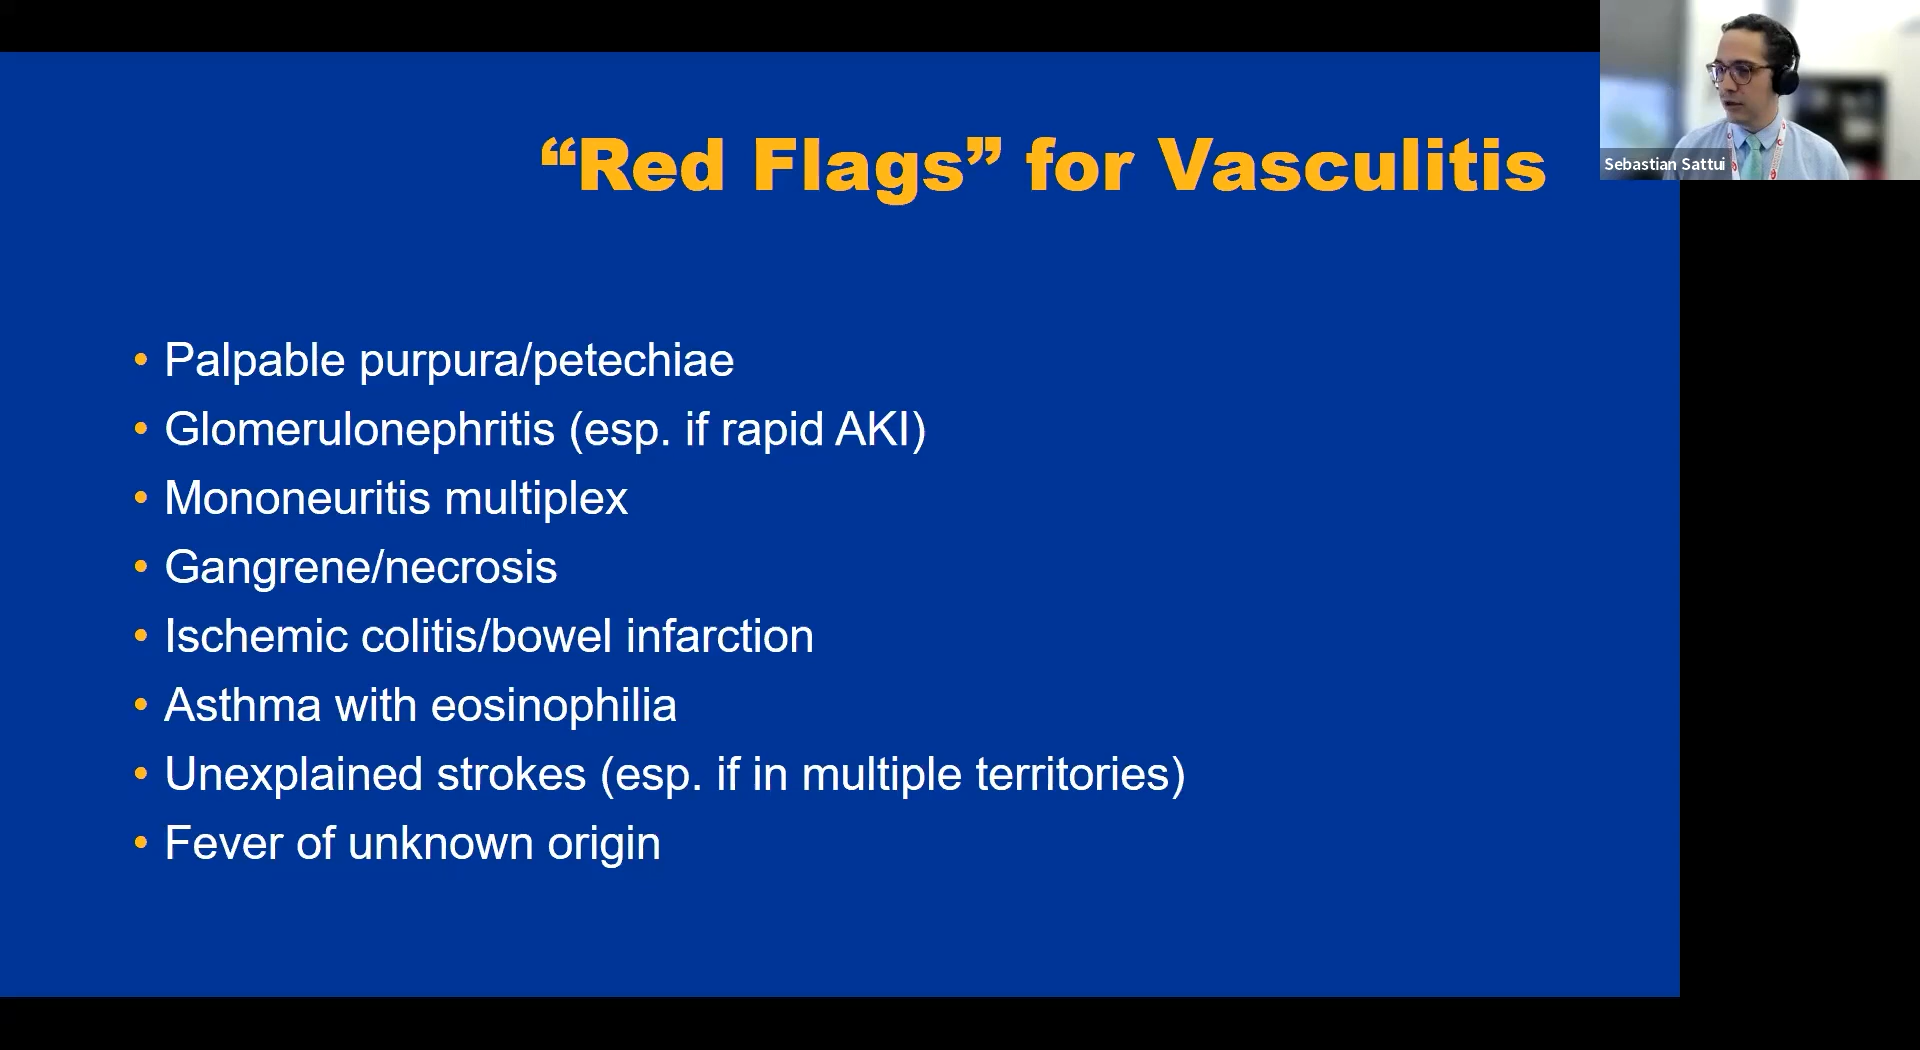 “Red Flags” for Vasculitis
Sebastian Sattui
• Palpable purpura/petechiae
• Glomerulonephritis (esp. if rapid AKI)
• Mononeuritis multiplex
• Gangrene/necrosis
• Ischemic colitis/bowel infarction
• Asthma with eosinophilia
• Unexplained strokes (esp. if in multiple territories)
• Fever of unknown origin